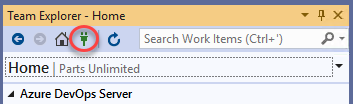 Team Explorer - Home
Search Work Items (Ctrl+')
Home | Parts Unlimited
Azure DevOps Server